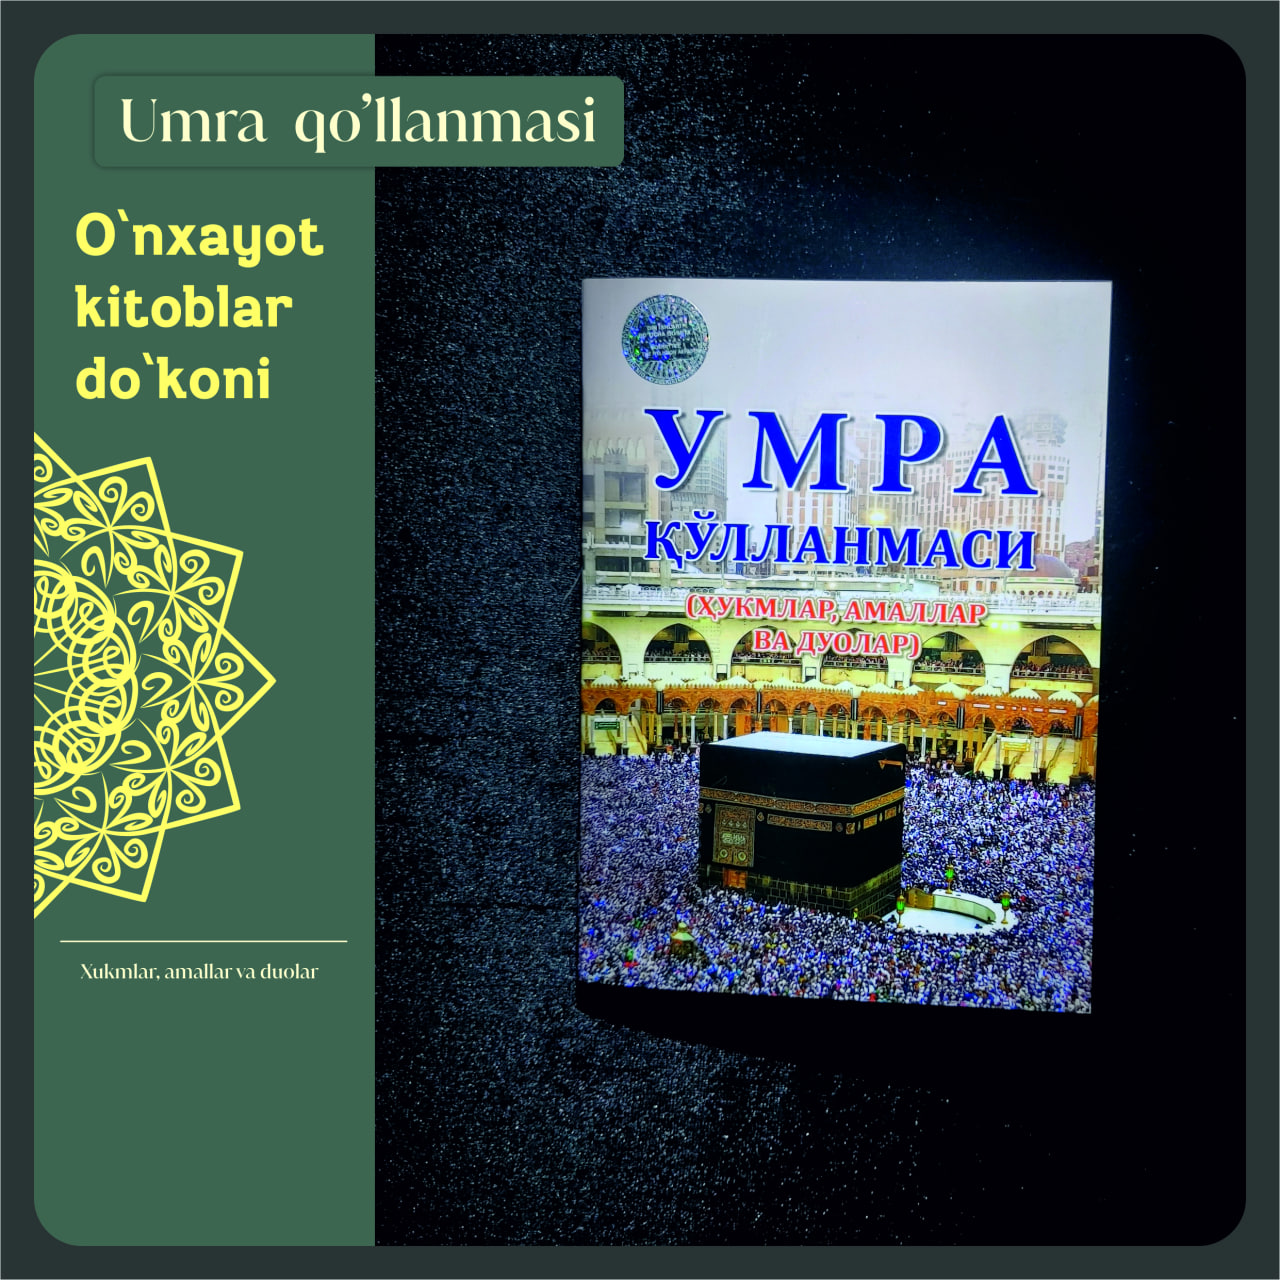 Umra qo’llanmasi
O`nxayot
kitoblar
do`koni
Xukmlar, amallar va duolar
УМРА
ҚЎЛЛАНМАСИ
(ҲУКМЛАР, АМАЛЛАР
ВА ДУОЛАР)